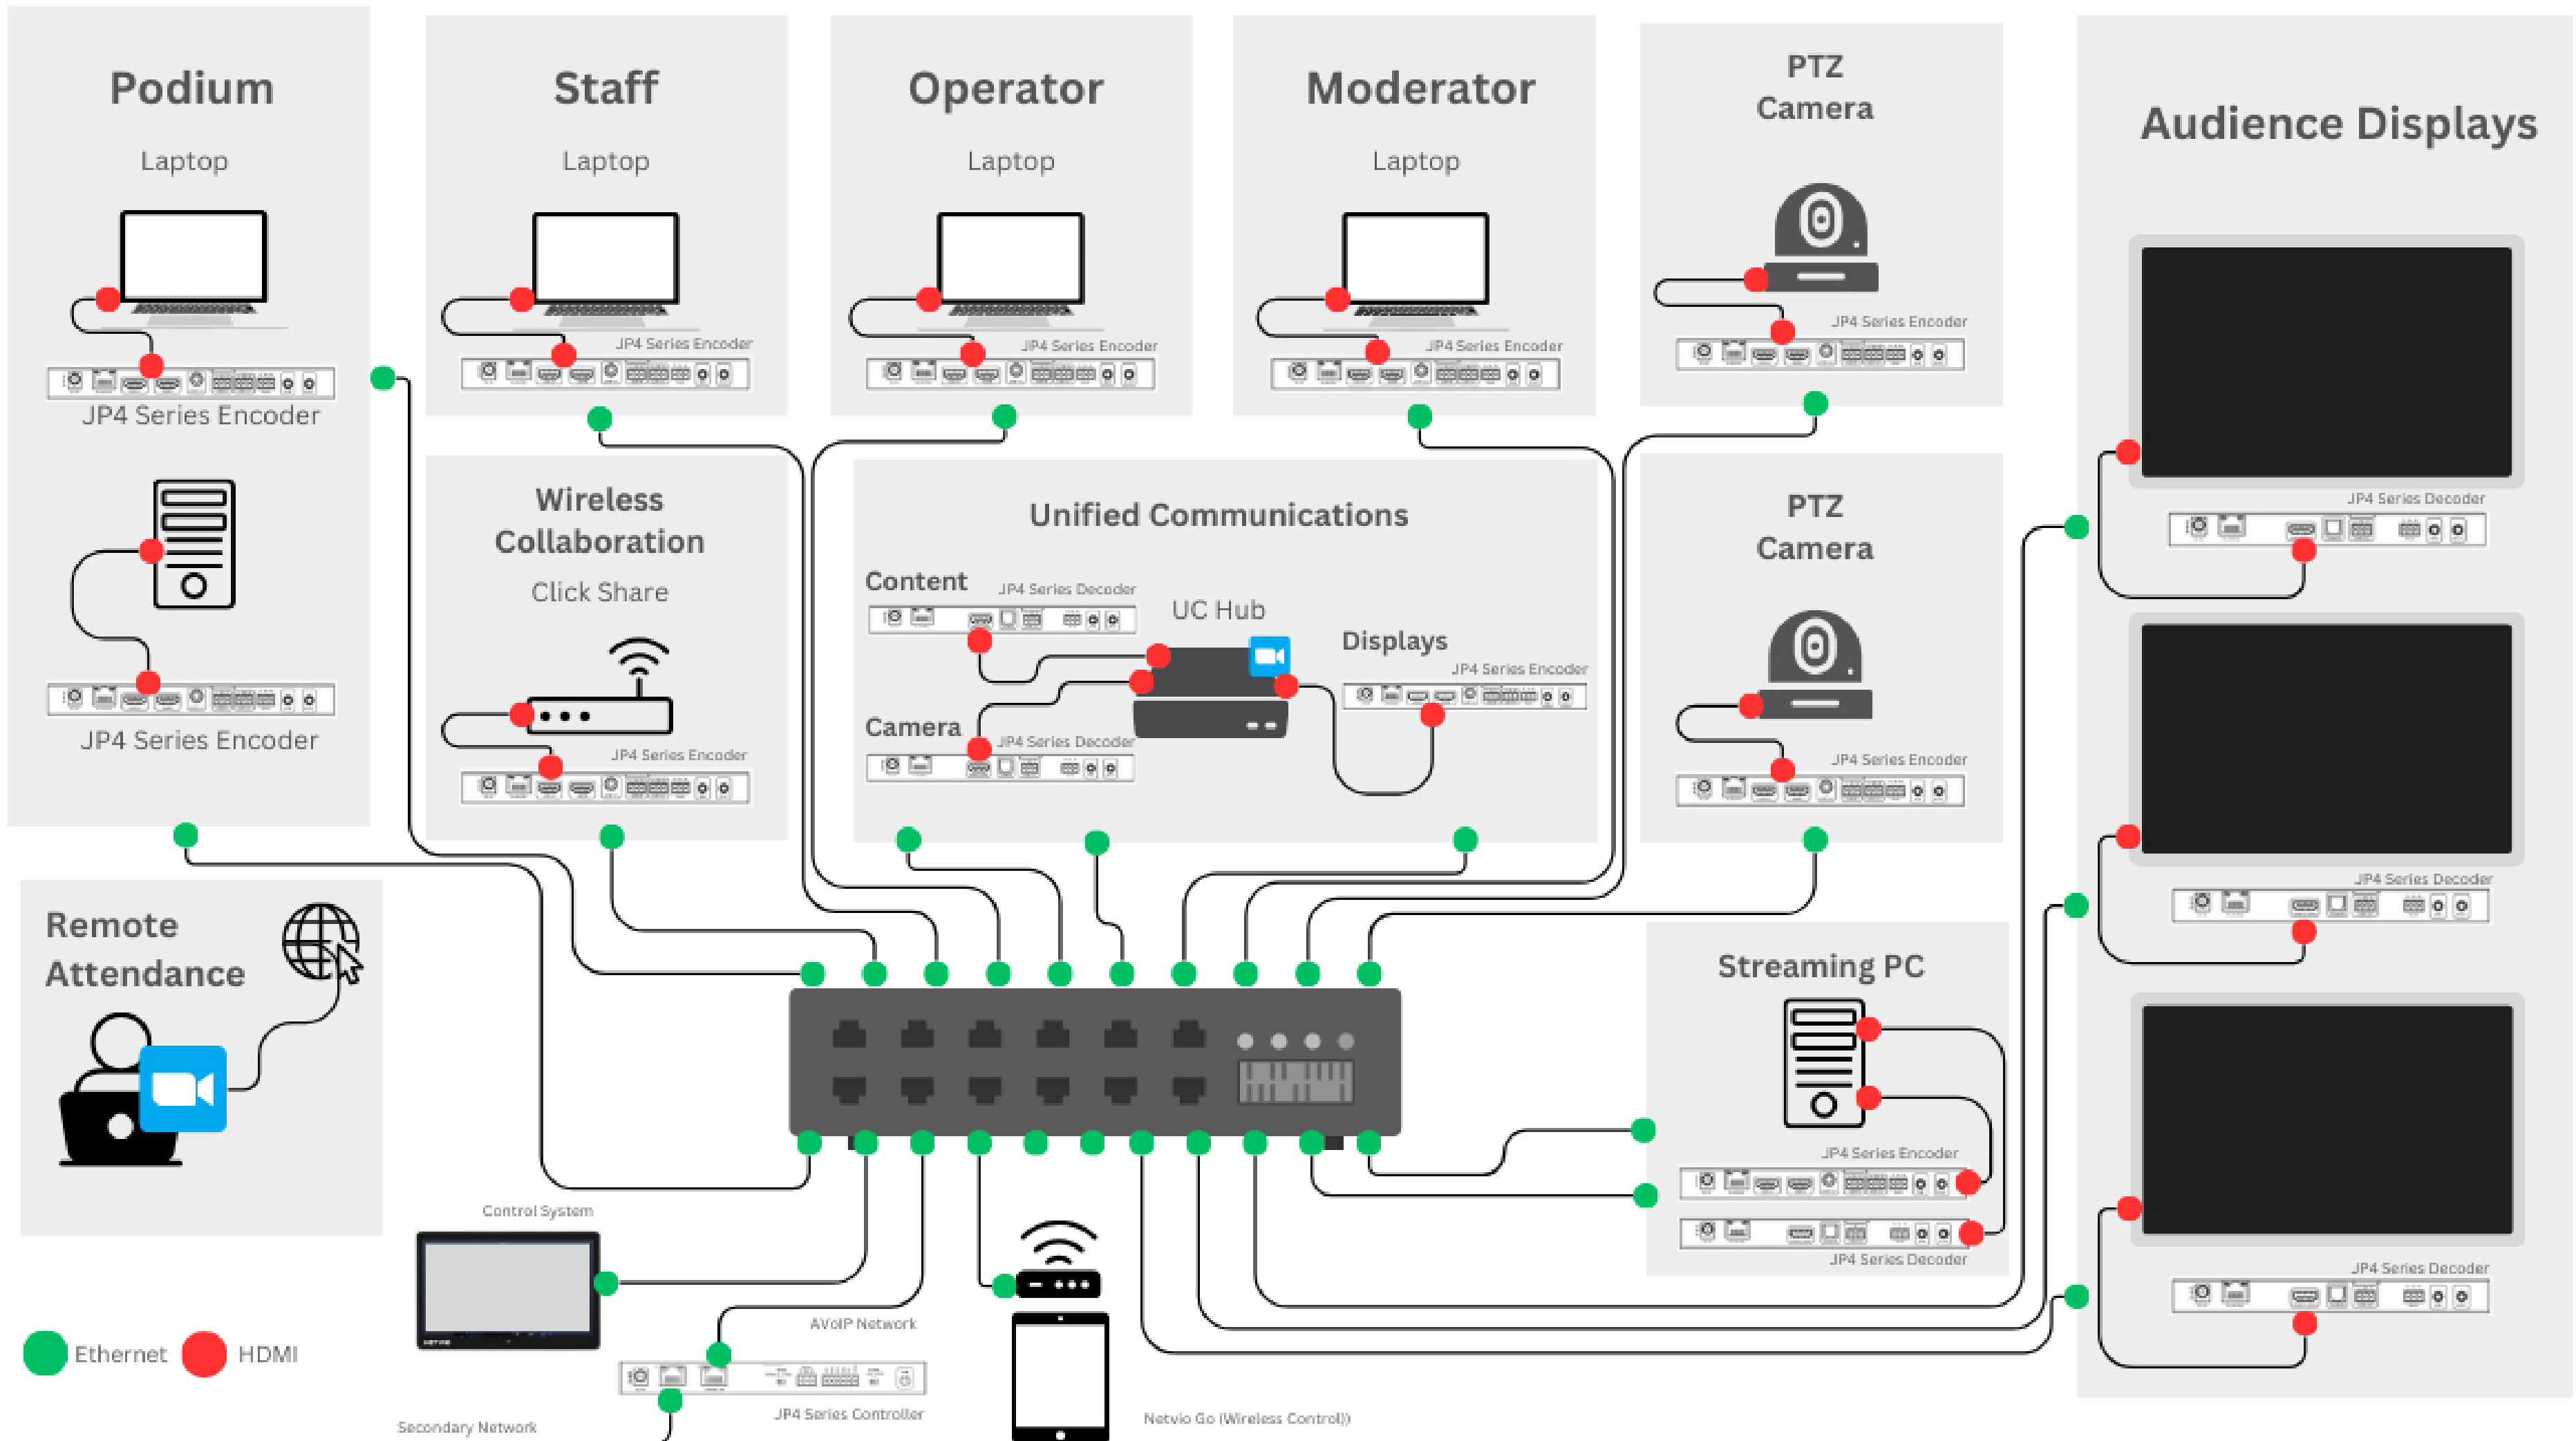 Podium
Laptop
JP4 Series Encoder
JP4 Series Encoder
Staff
Laptop
JP4 Series Encoder
Operator
Laptop
JP4 Series Encoder
Moderator
Laptop
JP4 Series Encoder
PTZ
Camera
JP4 Series Encoder
Audience Displays
JP4 Series Decoder
JP4 Series Decoder
JP4 Series Decoder
Wireless
Collaboration
Click Share
JP4 Series Encoder
Unified Communications
Content
JP4 Series Decoder
UC Hub
Displays
JP4 Series Encoder
Camera
JP4 Series Decoder
PTZ
Camera
JP4 Series Encoder
Remote
Attendance
Streaming PC
JP4 Series Encoder
JP4 Series Decoder
Control System
AVoIP Network
JP4 Series Controller
Secondary Network
Netvio Go (Wireless Control))
Ethernet
HDMI